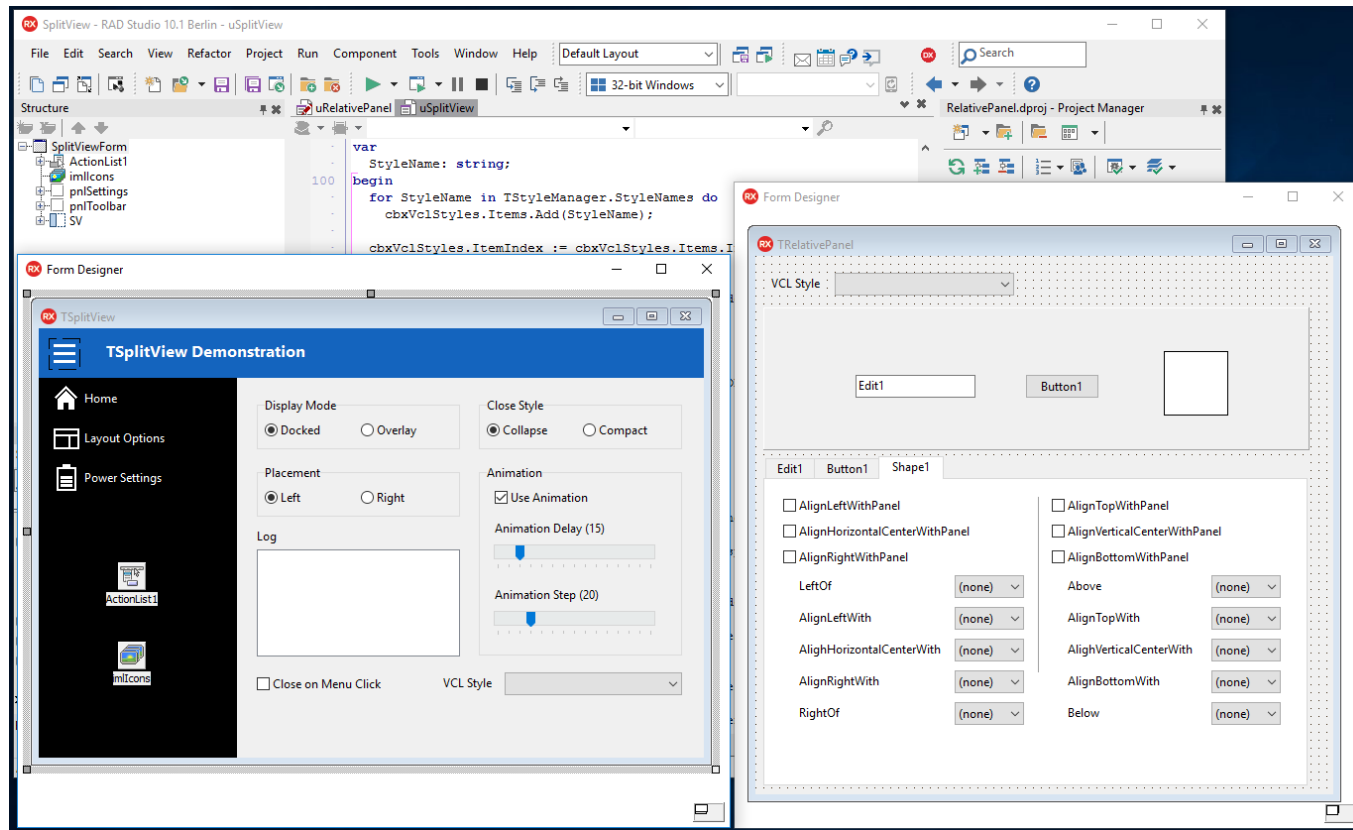 SplitView - RAD Studio 10.1 Berlin - uSplitView
File Edit Search View Refactor Project Run Component Tools Window Help Default Layout Search
32-bit Windows
Structure
uRelativePanel uSplitView
RelativePanel.dproj - Project Manager
SplitViewForm
ActionList1
imlIcons
pnlSettings
pnlToolbar
SV
var
StyleName: string;
100 begin
for StyleName in TStyleManager.StyleNames do
cbxVclStyles.Items.Add(StyleName);
cbxVclStyles.ItemIndex := cbxVclStyles.Items.I
Form Designer
TSplitView
TSplitView Demonstration
Home
Layout Options
Power Settings
ActionList1
imlIcons
Display Mode
Docked Overlay
Close Style
Collapse Compact
Placement
Left Right
Animation
Use Animation
Animation Delay (15)
Animation Step (20)
Log
Close on Menu Click VCL Style
Form Designer
TRelativePanel
VCL Style
Edit1 Button1
Edit1 Button1 Shape1
AlignLeftWithPanel AlignTopWithPanel
AlignHorizontalCenterWithPanel AlignVerticalCenterWithPanel
AlignRightWithPanel AlignBottomWithPanel
LeftOf (none) Above (none)
AlignLeftWith (none) AlignTopWith (none)
AlighHorizontalCenterWith (none) AlighVerticalCenterWith (none)
AlignRightWith (none) AlignBottomWith (none)
RightOf (none) Below (none)